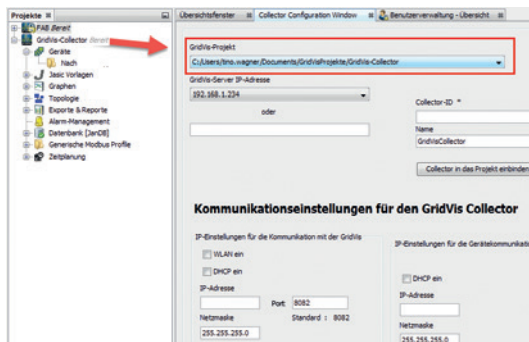 Projekte
FAB Bereit
GridVis-Collector Bereit
Geräte
Nach
Jasic Vorlagen
Graphen
Topologie
Exporte & Reporte
Alarm-Management
Datenbank [JanDB]
Generische Modbus Profile
Zeitplanung
Übersichtsfenster
Collector Configuration Window
Benutzerverwaltung - Übersicht
GridVis-Projekt
C:/Users/tino.wagner/Documents/GridVisProjekte/GridVis-Collector
GridVis-Server IP-Adresse
192.168.1.234
oder
Collector-ID *
Name
GridVisCollector
Collector in das Projekt einbinden
Kommunikationseinstellungen für den GridVis Collector
IP-Einstellungen für die Kommunikation mit der GridVis
WLAN ein
DHCP ein
IP-Adresse
Port 8082
Netzmaske
Standard : 8082
255.255.255.0
IP-Einstellungen für die Gerätekommunikatio
DHCP ein
IP-Adresse
Netzmaske
255.255.255.0